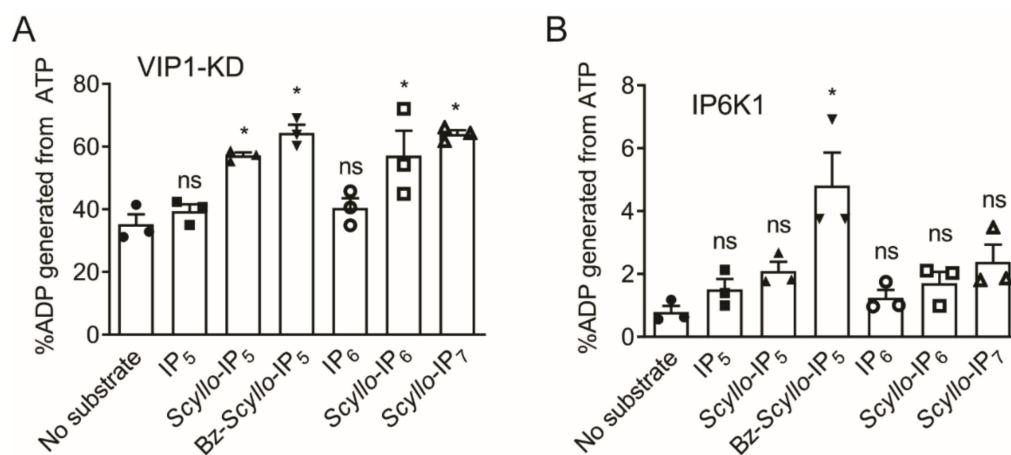 A
VIP1-KD
%ADP generated from ATP
80
60
40
20
0
ns
*
*
ns
*
*
No substrate
IP5
Scyllo-IP5
Bz-Scyllo-IP5
IP6
Scyllo-IP6
Scyllo-IP7
B
IP6K1
%ADP generated from ATP
8
6
4
2
0
ns
ns
*
ns
ns
ns
No substrate
IP5
Scyllo-IP5
Bz-Scyllo-IP5
IP6
Scyllo-IP6
Scyllo-IP7